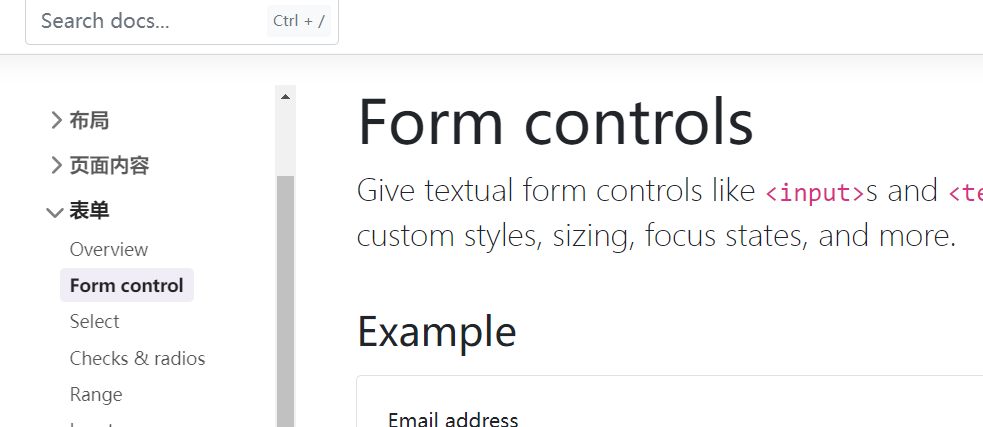 Search docs...
Ctrl + /
布局
页面内容
表单
Overview
Form control
Select
Checks & radios
Range
Form controls
Give textual form controls like <input>s and <te
custom styles, sizing, focus states, and more.
Example
Email address